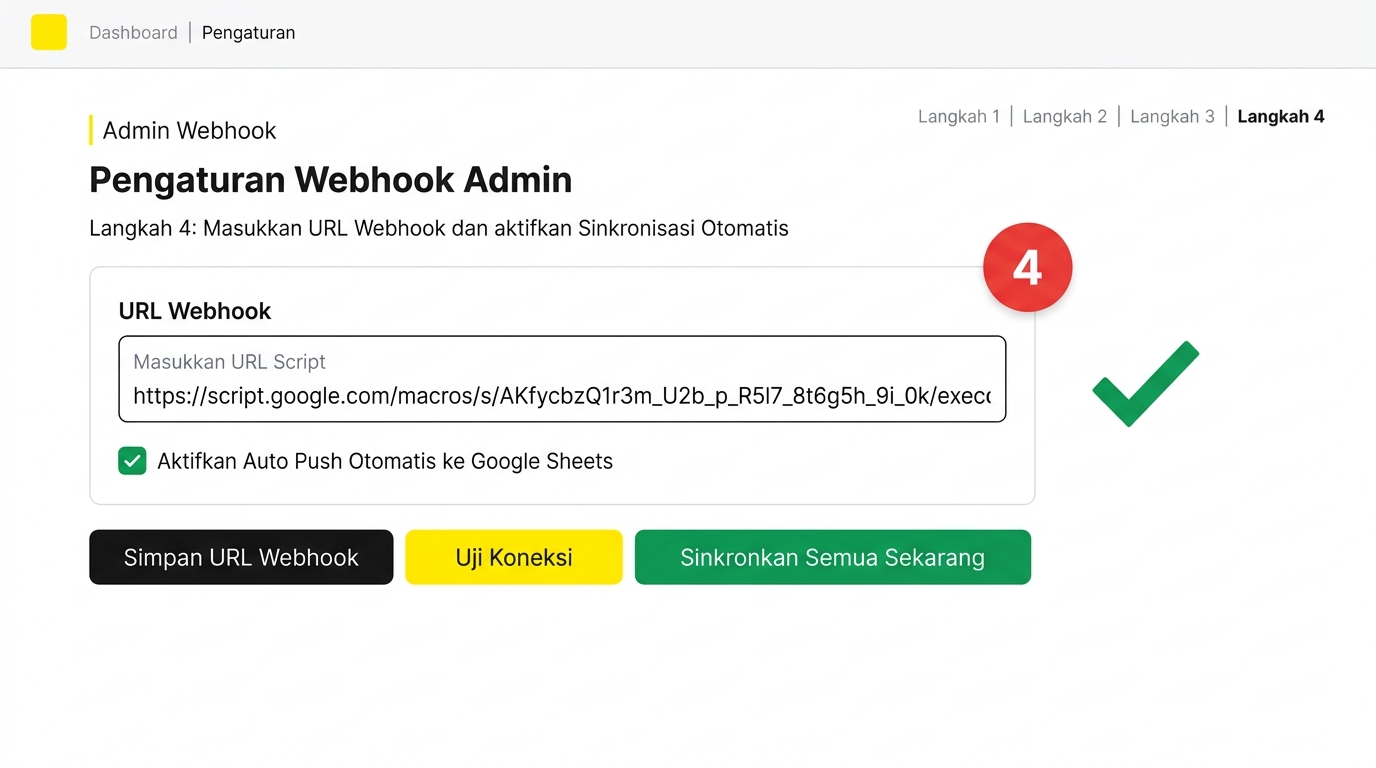 Dashboard | Pengaturan
Langkah 1 | Langkah 2 | Langkah 3 | Langkah 4
Admin Webhook
Pengaturan Webhook Admin
Langkah 4: Masukkan URL Webhook dan aktifkan Sinkronisasi Otomatis
4
URL Webhook
Masukkan URL Script
https://script.google.com/macros/s/AKfycbzQ1r3m_U2b_p_R5l7_8t6g5h_9i_0k/exec
Aktifkan Auto Push Otomatis ke Google Sheets
Simpan URL Webhook
Uji Koneksi
Sinkronkan Semua Sekarang